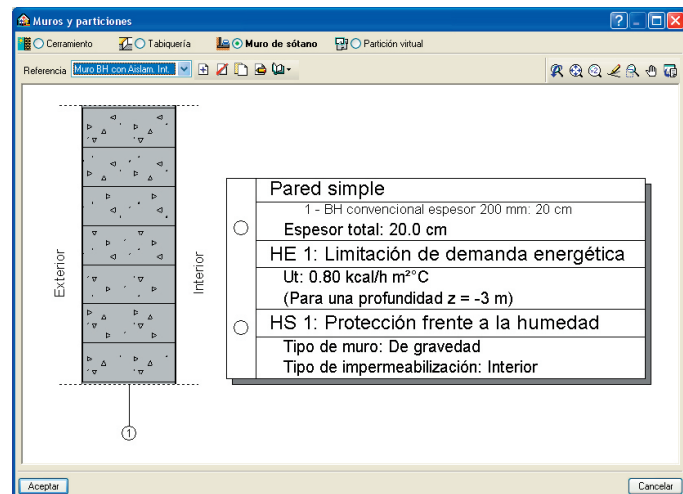 Muros y particiones
Cerramiento Tabiquería Muro de sótano Partición virtual
Referencia Muro BH con Aislam. Int.
Exterior
Interior
1
Pared simple
1 - BH convencional espesor 200 mm: 20 cm
Espesor total: 20.0 cm
HE 1: Limitación de demanda energética
Ut: 0.80 kcal/h m²°C
(Para una profundidad z = -3 m)
HS 1: Protección frente a la humedad
Tipo de muro: De gravedad
Tipo de impermeabilización: Interior
Aceptar Cancelar